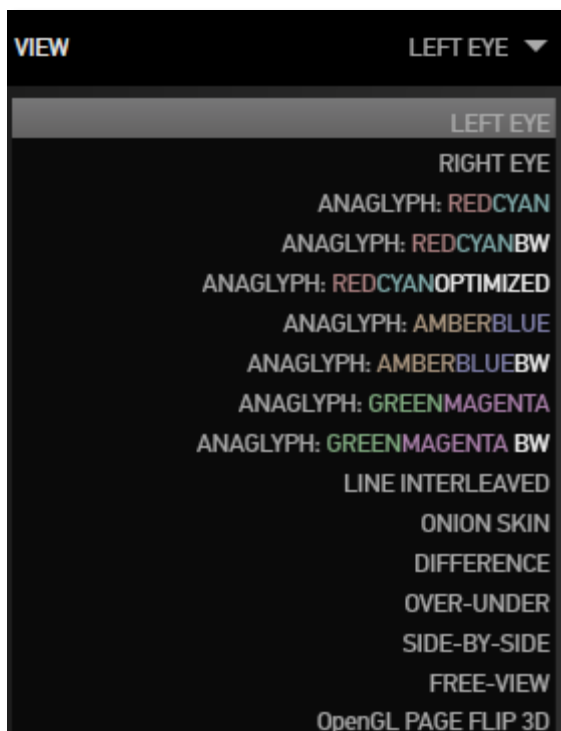 VIEW LEFT EYE
LEFT EYE
RIGHT EYE
ANAGLYPH: REDCYAN
ANAGLYPH: REDCYANBW
ANAGLYPH: REDCYANOPTIMIZED
ANAGLYPH: AMBERBLUE
ANAGLYPH: AMBERBLUEBW
ANAGLYPH: GREENMAGENTA
ANAGLYPH: GREENMAGENTA BW
LINE INTERLEAVED
ONION SKIN
DIFFERENCE
OVER-UNDER
SIDE-BY-SIDE
FREE-VIEW
OpenGL PAGE FLIP 3D